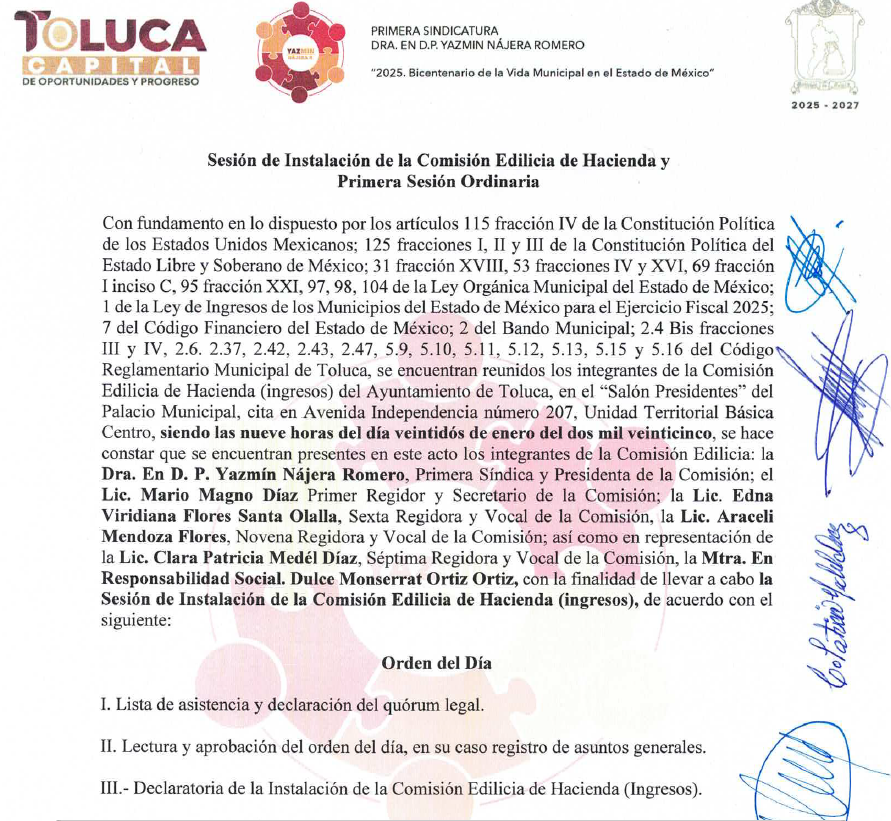 TOLUCA
CAPITAL
DE OPORTUNIDADES Y PROGRESO
YAZMIN
NÁJERA R
PRIMERA SINDICATURA
DRA. EN D.P. YAZMIN NÁJERA ROMERO
"2025. Bicentenario de la Vida Municipal en el Estado de México"
2025 - 2027
Sesión de Instalación de la Comisión Edilicia de Hacienda y
Primera Sesión Ordinaria
Con fundamento en lo dispuesto por los artículos 115 fracción IV de la Constitución Política
de los Estados Unidos Mexicanos; 125 fracciones I, II y III de la Constitución Política del
Estado Libre y Soberano de México; 31 fracción XVIII, 53 fracciones IV y XVI, 69 fracción
I inciso C, 95 fracción XXI, 97, 98, 104 de la Ley Orgánica Municipal del Estado de México;
1 de la Ley de Ingresos de los Municipios del Estado de México para el Ejercicio Fiscal 2025;
7 del Código Financiero del Estado de México; 2 del Bando Municipal; 2.4 Bis fracciones
III y IV, 2.6. 2.37, 2.42, 2.43, 2.47, 5.9, 5.10, 5.11, 5.12, 5.13, 5.15 y 5.16 del Código
Reglamentario Municipal de Toluca, se encuentran reunidos los integrantes de la Comisión
Edilicia de Hacienda (ingresos) del Ayuntamiento de Toluca, en el “Salón Presidentes” del
Palacio Municipal, cita en Avenida Independencia número 207, Unidad Territorial Básica
Centro, siendo las nueve horas del día veintidós de enero del dos mil veinticinco, se hace
constar que se encuentran presentes en este acto los integrantes de la Comisión Edilicia: la
Dra. En D. P. Yazmín Nájera Romero, Primera Síndica y Presidenta de la Comisión; el
Lic. Mario Magno Díaz Primer Regidor y Secretario de la Comisión; la Lic. Edna
Viridiana Flores Santa Olalla, Sexta Regidora y Vocal de la Comisión, la Lic. Araceli
Mendoza Flores, Novena Regidora y Vocal de la Comisión; así como en representación de
la Lic. Clara Patricia Medél Díaz, Séptima Regidora y Vocal de la Comisión, la Mtra. En
Responsabilidad Social. Dulce Monserrat Ortiz Ortiz, con la finalidad de llevar a cabo la
Sesión de Instalación de la Comisión Edilicia de Hacienda (ingresos), de acuerdo con el
siguiente:
Orden del Día
I. Lista de asistencia y declaración del quórum legal.
II. Lectura y aprobación del orden del día, en su caso registro de asuntos generales.
III.- Declaratoria de la Instalación de la Comisión Edilicia de Hacienda (Ingresos).